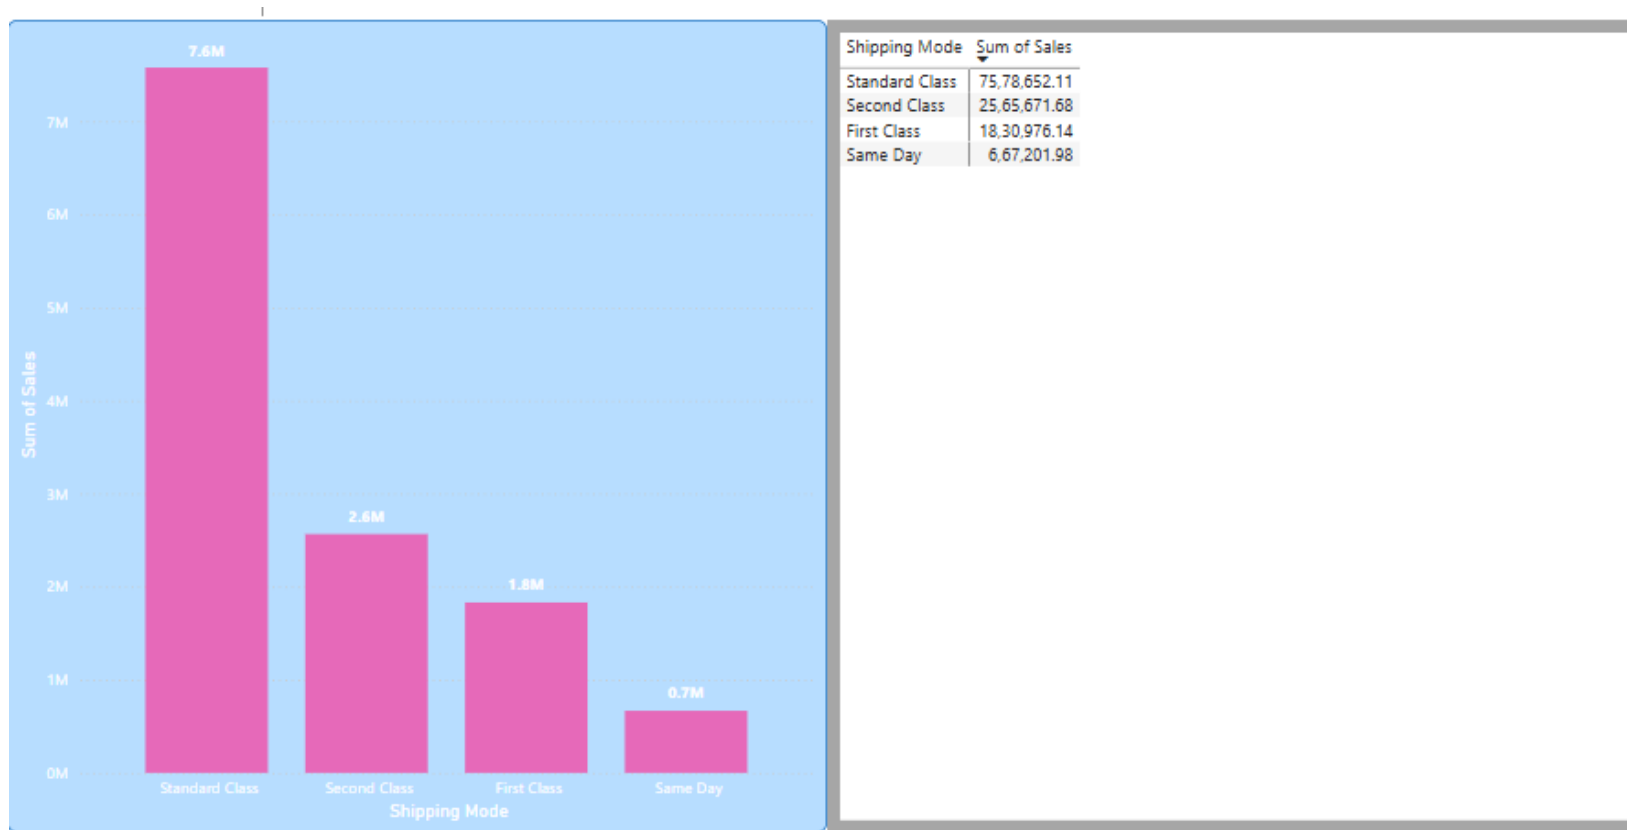 7.6M
7M
6M
5M
4M
3M
2M
1M
0M
Sum of Sales
2.6M
1.8M
0.7M
Standard Class Second Class First Class Same Day
Shipping Mode
Shipping Mode Sum of Sales
Standard Class 75,78,652.11
Second Class 25,65,671.68
First Class 18,30,976.14
Same Day 6,67,201.98